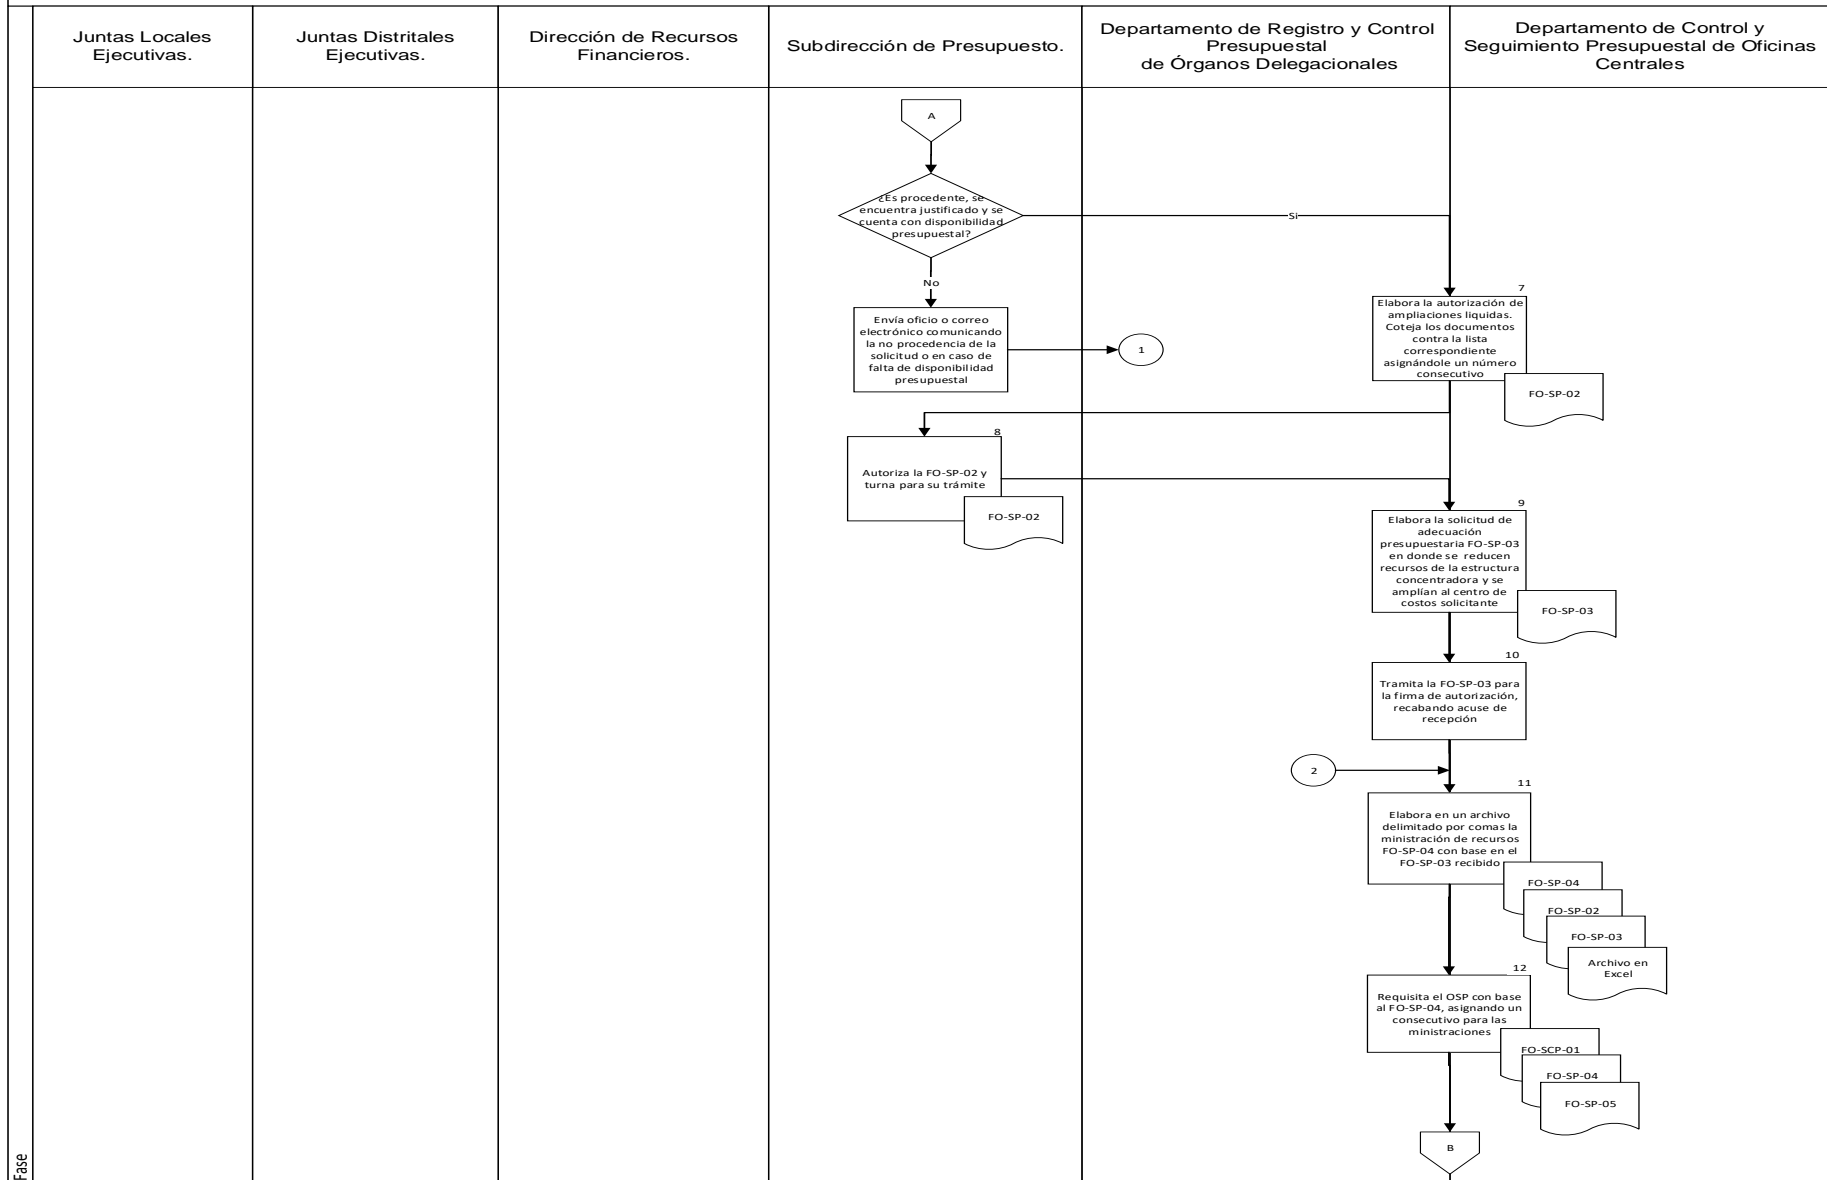 Juntas Locales
Ejecutivas.
Juntas Distritales
Ejecutivas.
Dirección de Recursos
Financieros.
Subdirección de Presupuesto.
Departamento de Registro y Control
Presupuestal
de Órganos Delegacionales
Departamento de Control y
Seguimiento Presupuestal de Oficinas
Centrales
A
¿Es procedente, se
encuentra justificado y se
cuenta con disponibilidad
presupuestal?
Sí
No
Envía oficio o correo
electrónico comunicando
la no procedencia de la
solicitud o en caso de
falta de disponibilidad
presupuestal
1
7
Elabora la autorización de
ampliaciones liquidas.
Coteja los documentos
contra la lista
correspondiente
asignándole un número
consecutivo
FO-SP-02
8
Autoriza la FO-SP-02 y
turna para su trámite
FO-SP-02
9
Elabora la solicitud de
adecuación
presupuestaria FO-SP-03
en donde se reducen
recursos de la estructura
concentradora y se
amplían al centro de
costos solicitante
FO-SP-03
10
Tramita la FO-SP-03 para
la firma de autorización,
recabando acuse de
recepción
2
11
Elabora en un archivo
delimitado por comas la
ministración de recursos
FO-SP-04 con base en el
FO-SP-03 recibido
FO-SP-04
FO-SP-02
FO-SP-03
Archivo en
Excel
12
Requisita el OSP con base
al FO-SP-04, asignando un
consecutivo para las
ministraciones
FO-SCP-01
FO-SP-04
FO-SP-05
B
Fase